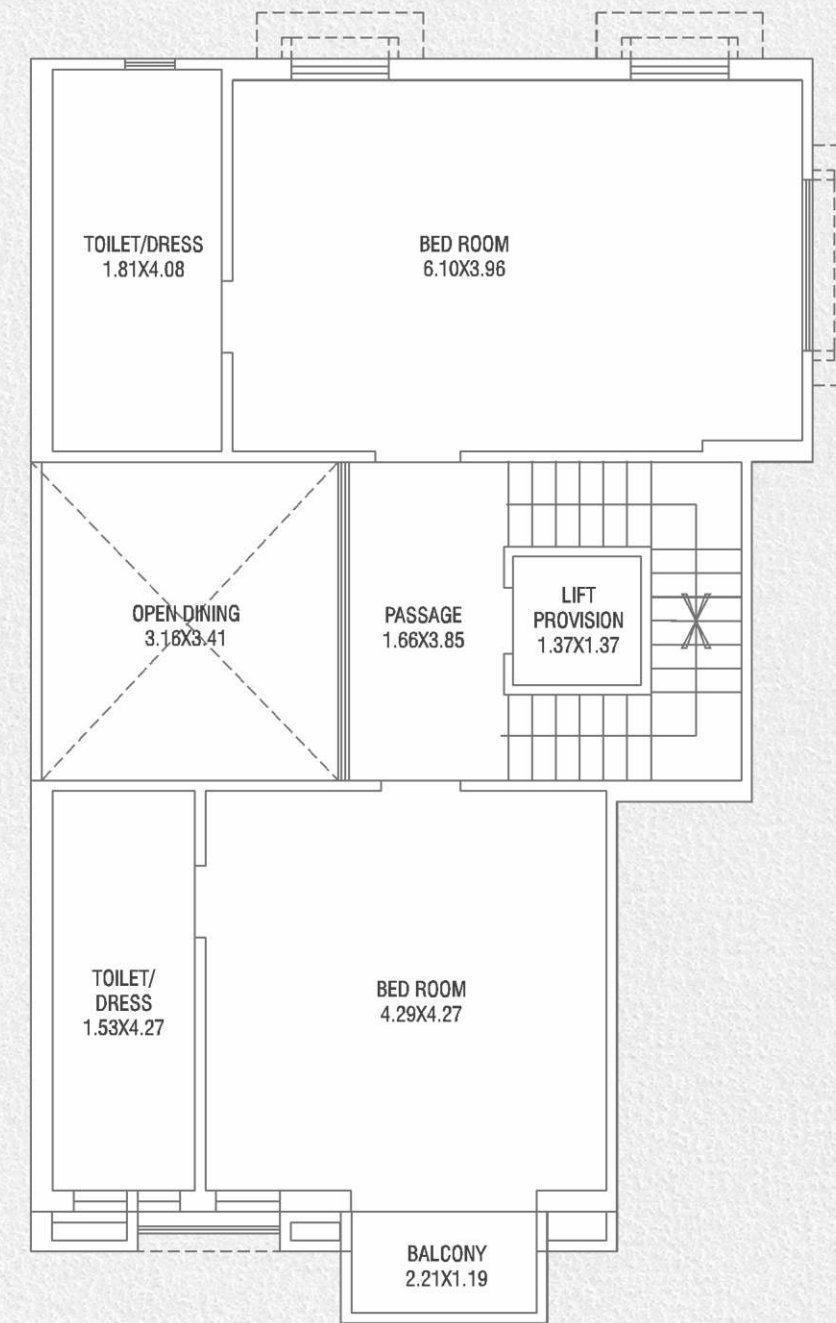 TOILET/DRESS
1.81X4.08
BED ROOM
6.10X3.96
OPEN DINING
3.16X3.41
PASSAGE
1.66X3.85
LIFT
PROVISION
1.37X1.37
TOILET/
DRESS
1.53X4.27
BED ROOM
4.29X4.27
BALCONY
2.21X1.19